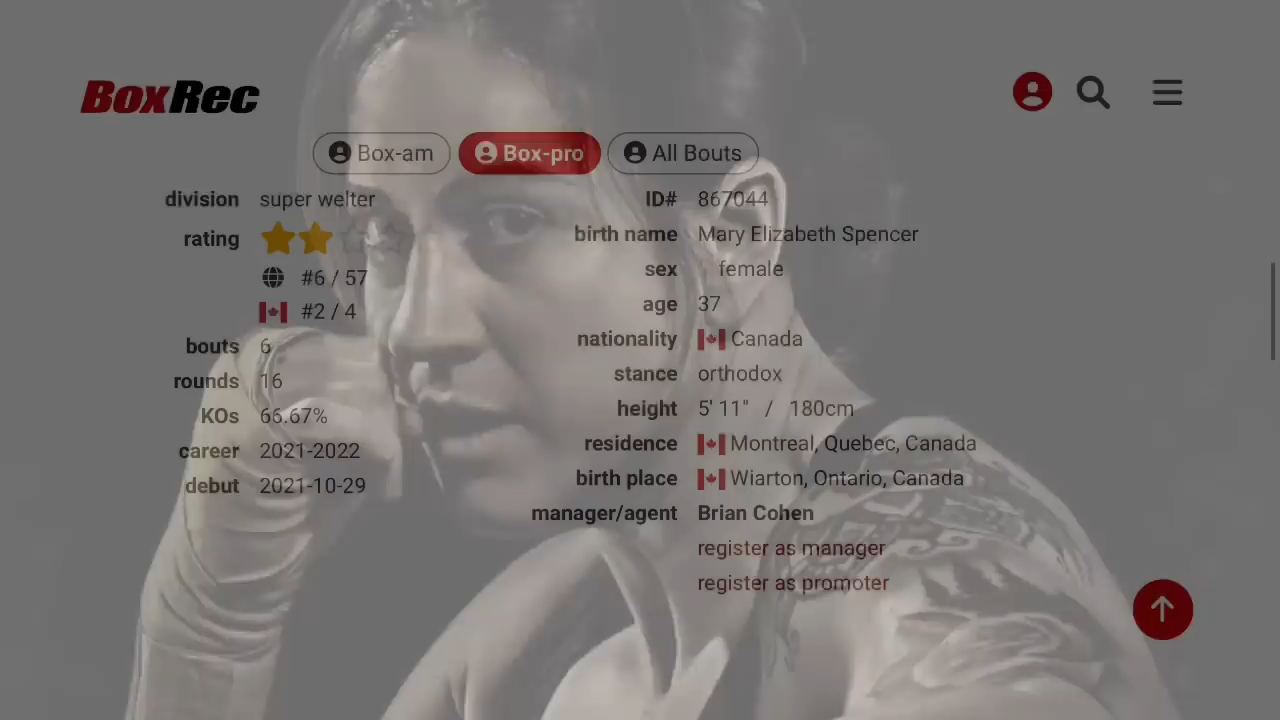 BoxRec
Box-am Box-pro All Bouts
division super welter
rating
#6 / 57
#2 / 4
bouts 6
rounds 16
KOs 66.67%
career 2021-2022
debut 2021-10-29
ID# 867044
birth name Mary Elizabeth Spencer
sex female
age 37
nationality Canada
stance orthodox
height 5' 11" / 180cm
residence Montreal, Quebec, Canada
birth place Wiarton, Ontario, Canada
manager/agent Brian Cohen
register as manager
register as promoter